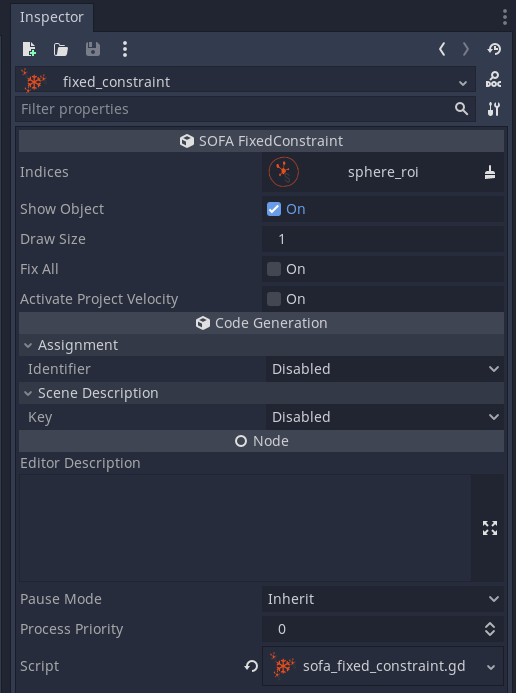 Inspector
fixed_constraint
DOC
Filter properties
SOFA FixedConstraint
Indices sphere_roi
Show Object On
Draw Size 1
Fix All On
Activate Project Velocity On
Code Generation
Assignment
Identifier Disabled
Scene Description
Key Disabled
Node
Editor Description
Pause Mode Inherit
Process Priority 0
Script sofa_fixed_constraint.gd